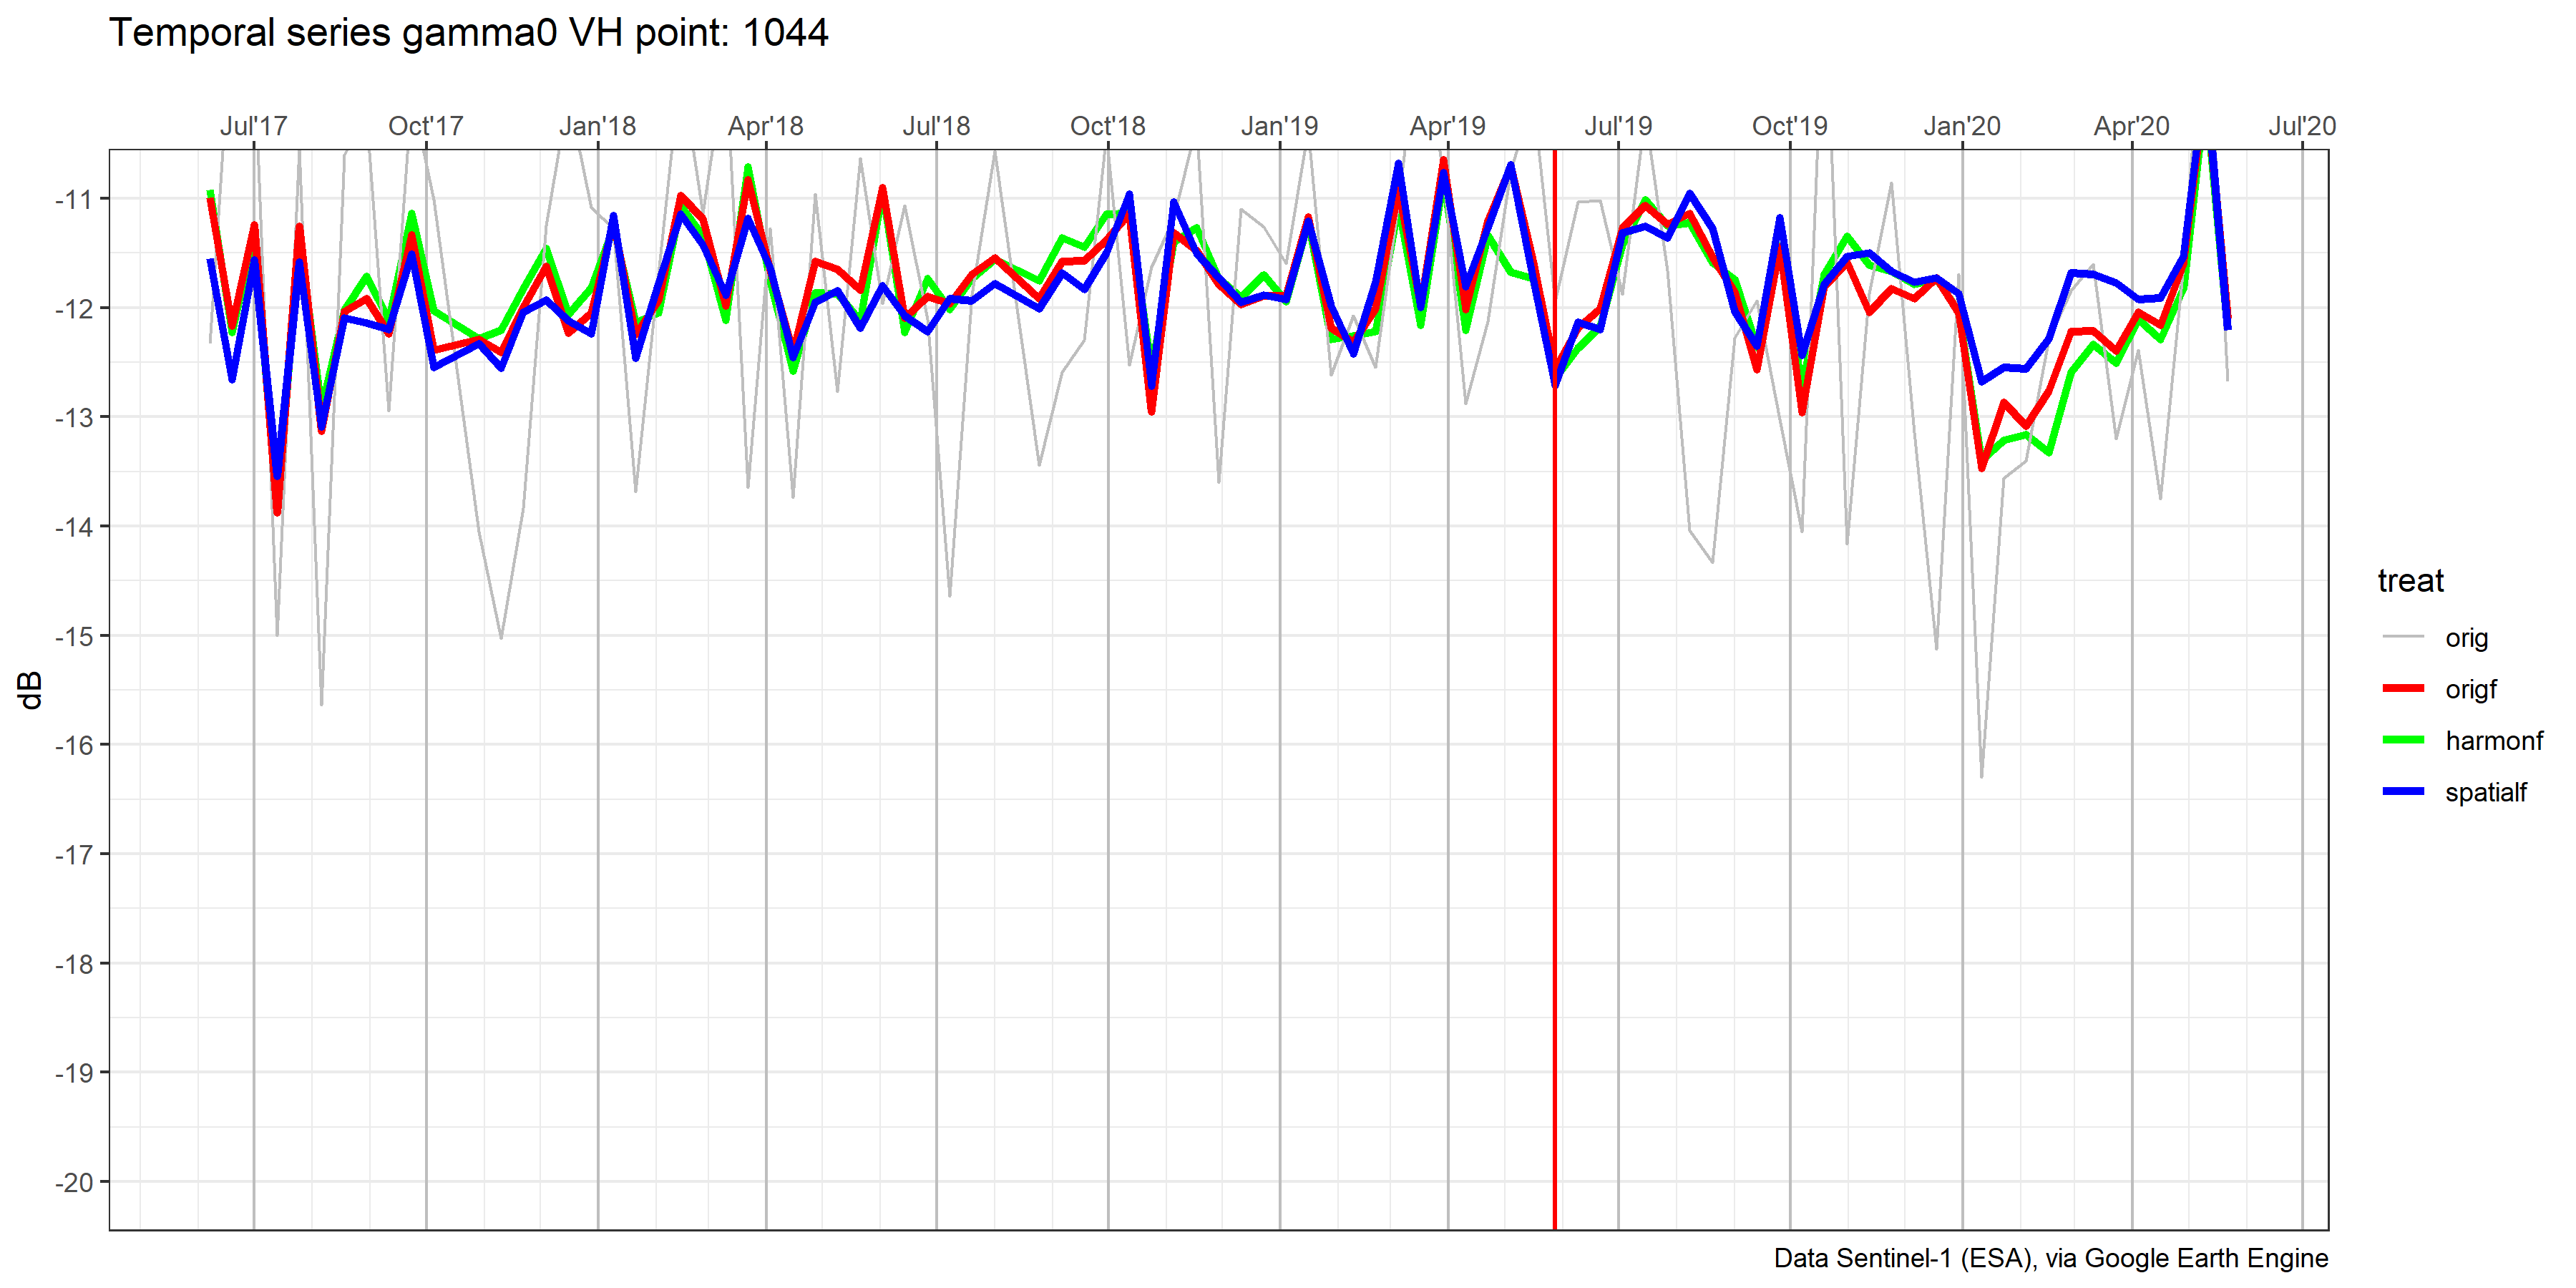 Temporal series gamma0 VH point: 1044
Jul'17 Oct'17 Jan'18 Apr'18 Jul'18 Oct'18 Jan'19 Apr'19 Jul'19 Oct'19 Jan'20 Apr'20 Jul'20
-11
-12
-13
-14
-15
-16
-17
-18
-19
-20
dB
treat
orig
origf
harmonf
spatialf
Data Sentinel-1 (ESA), via Google Earth Engine